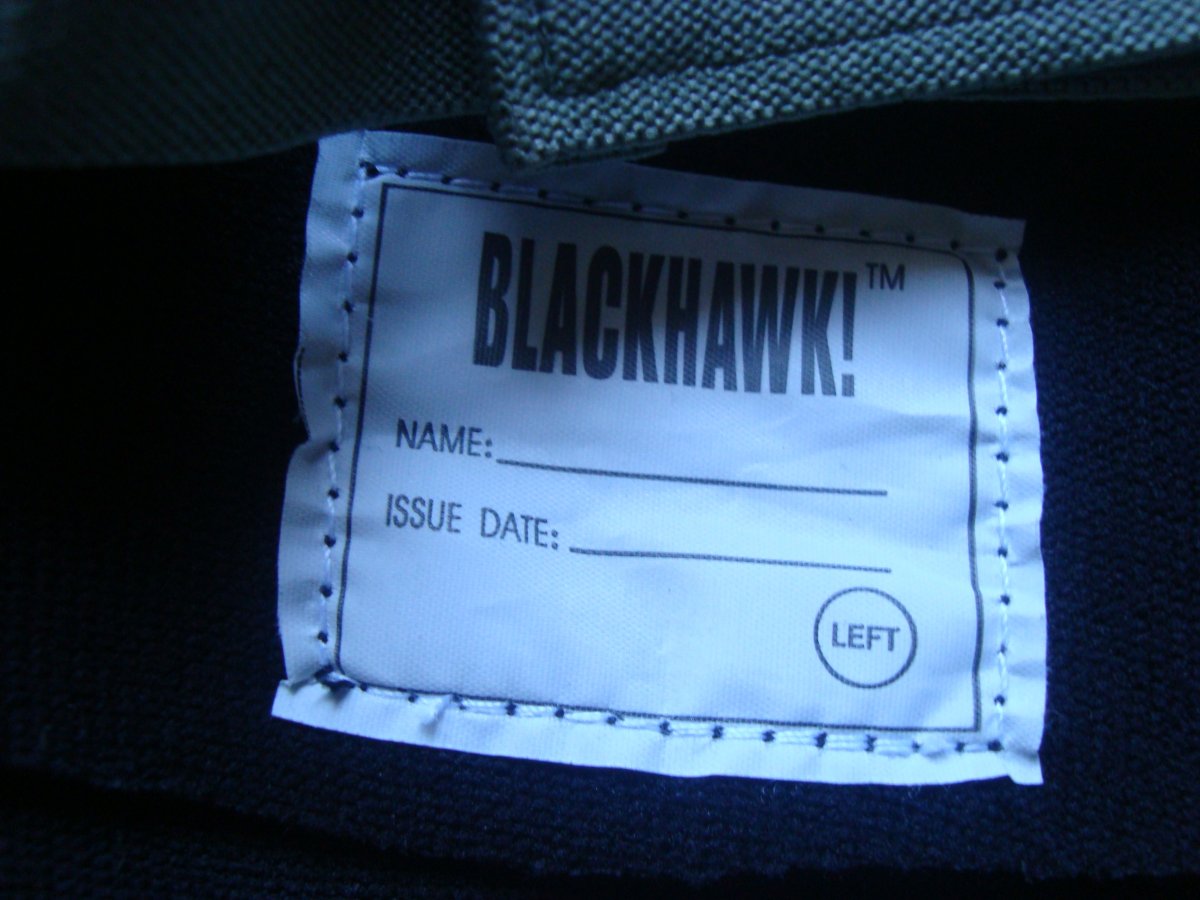 BLACKHAWK!™
NAME:
ISSUE DATE:
LEFT